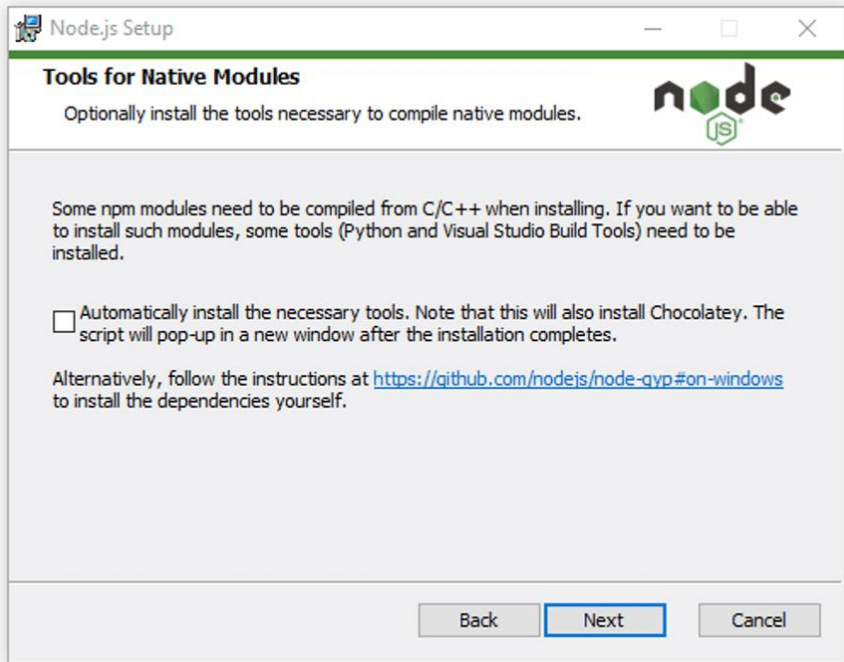 Node.js Setup
Tools for Native Modules
Optionally install the tools necessary to compile native modules.
node
JS
Some npm modules need to be compiled from C/C++ when installing. If you want to be able
to install such modules, some tools (Python and Visual Studio Build Tools) need to be
installed.
Automatically install the necessary tools. Note that this will also install Chocolatey. The
script will pop-up in a new window after the installation completes.
Alternatively, follow the instructions at https://github.com/nodejs/node-gyp#on-windows
to install the dependencies yourself.
Back
Next
Cancel